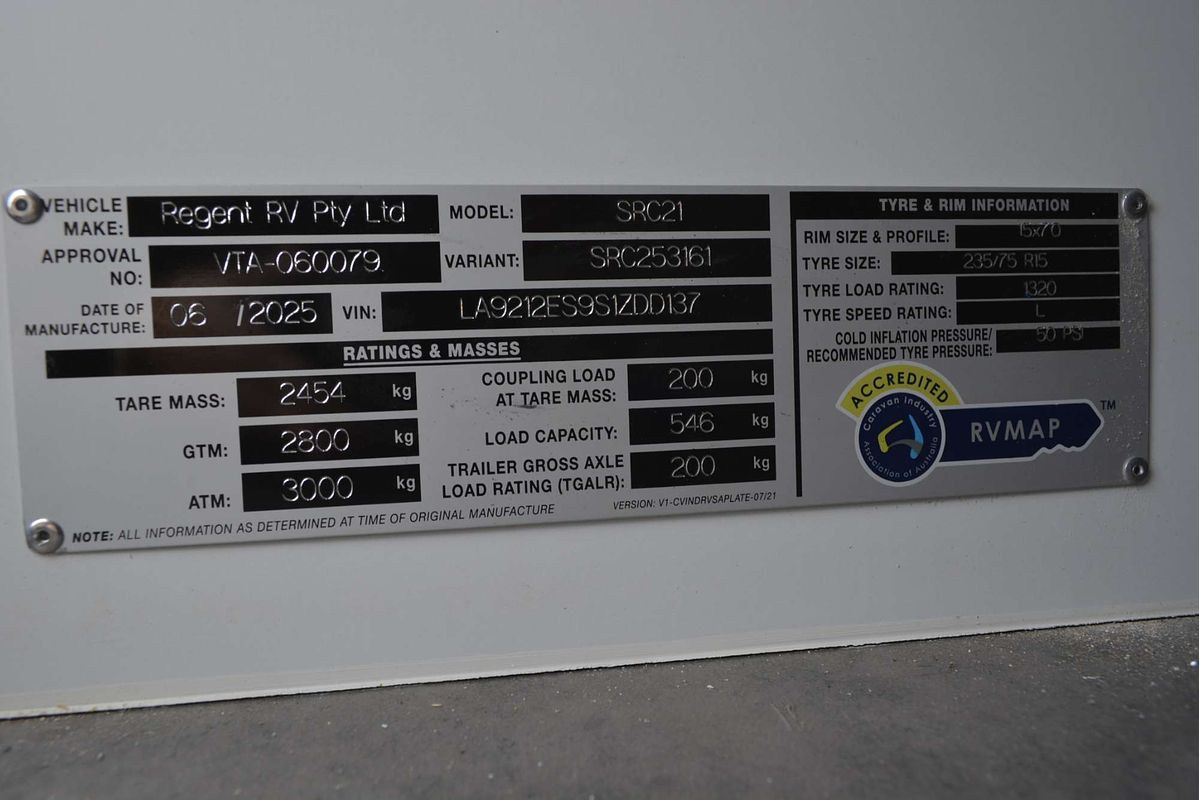 VEHICLE MAKE: Regent RV Pty Ltd
MODEL: SRC21
APPROVAL NO: VTA-060079
VARIANT: SRC253161
DATE OF MANUFACTURE: 06 /2025
VIN: LA9212ES9S1ZDD137
RATINGS & MASSES
TARE MASS: 2454 kg
COUPLING LOAD AT TARE MASS: 200 kg
GTM: 2800 kg
LOAD CAPACITY: 546 kg
ATM: 3000 kg
TRAILER GROSS AXLE LOAD RATING (TGALR): 200 kg
NOTE: ALL INFORMATION AS DETERMINED AT TIME OF ORIGINAL MANUFACTURE
VERSION: V1-CVINDRVSAPLATE-07/21
TYRE & RIM INFORMATION
RIM SIZE & PROFILE: 15x7.0
TYRE SIZE: 235/75 R15
TYRE LOAD RATING: 1320
TYRE SPEED RATING: L
COLD INFLATION PRESSURE/
RECOMMENDED TYRE PRESSURE: 50 PSI
ACCREDITED
Caravan Industry
Association of Australia
RVMAP TM